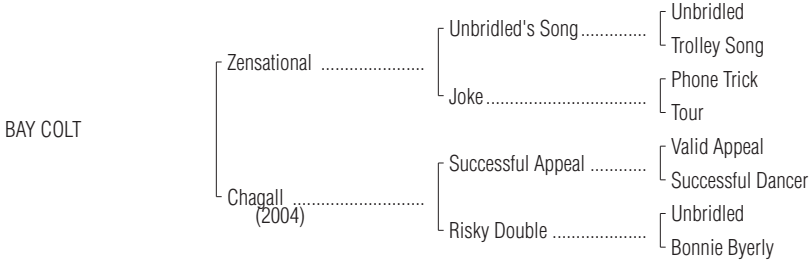 Unbridled
Unbridled's Song ..............
Trolley Song
Zensational ......................
Phone Trick
Joke ..................................
Tour
BAY COLT
Valid Appeal
Successful Appeal ............
Successful Dancer
Chagall ............................
(2004)
Unbridled
Risky Double ....................
Bonnie Byerly